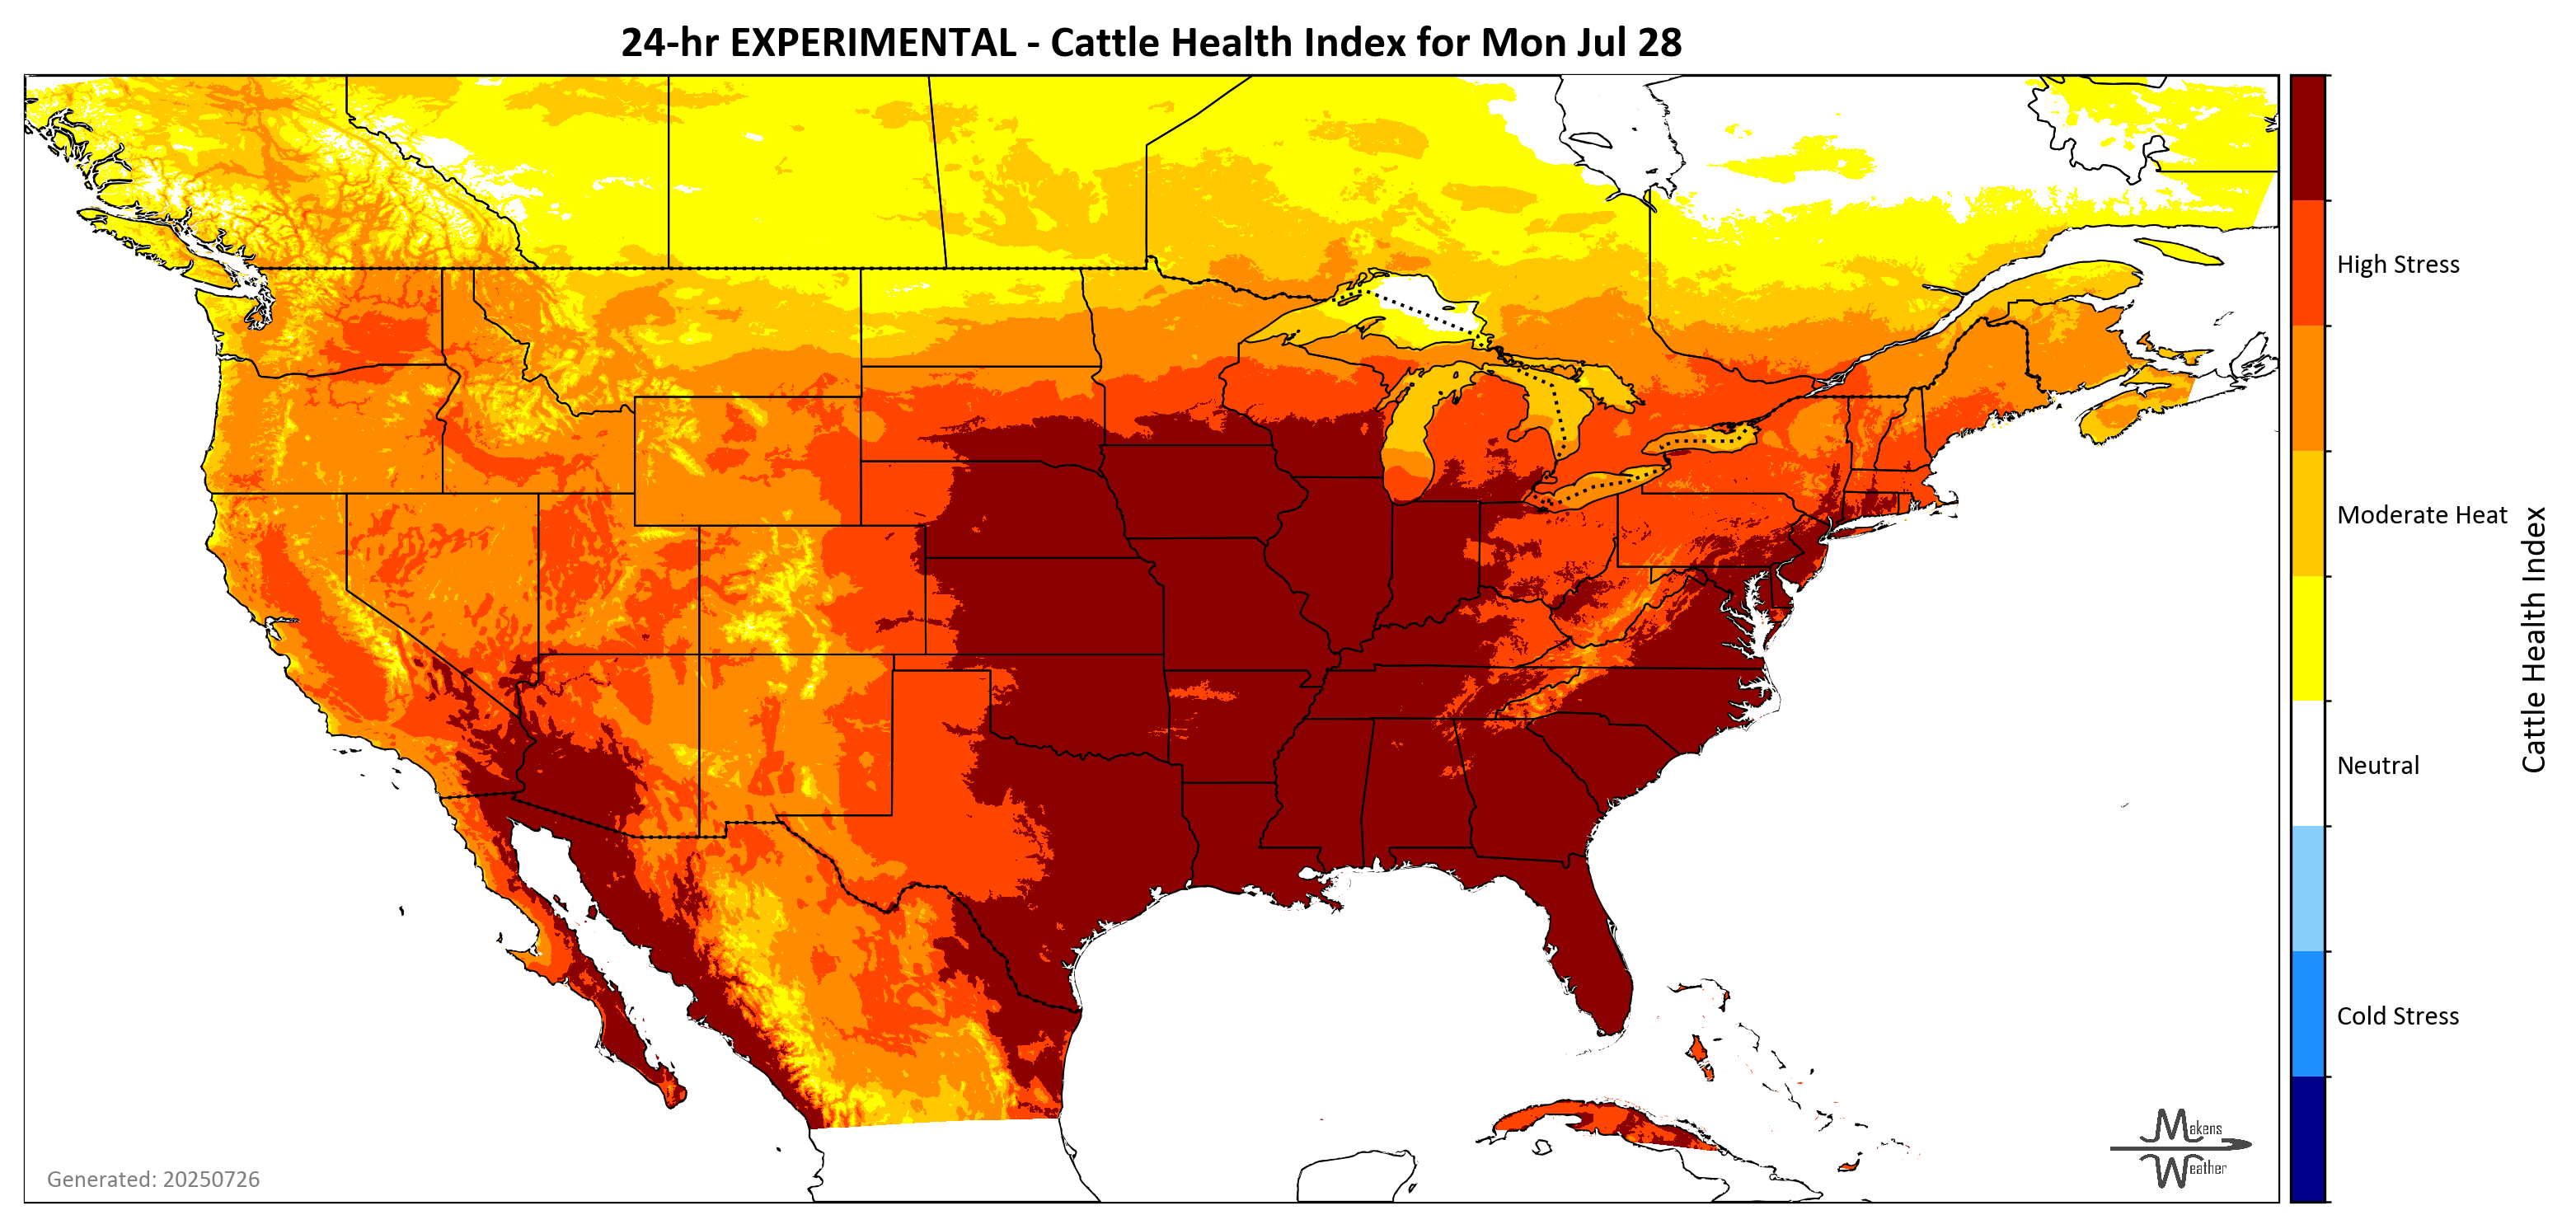 24-hr EXPERIMENTAL - Cattle Health Index for Mon Jul 28
High Stress
Moderate Heat
Neutral
Cold Stress
Cattle Health Index
Generated: 20250726
Makens
Weather